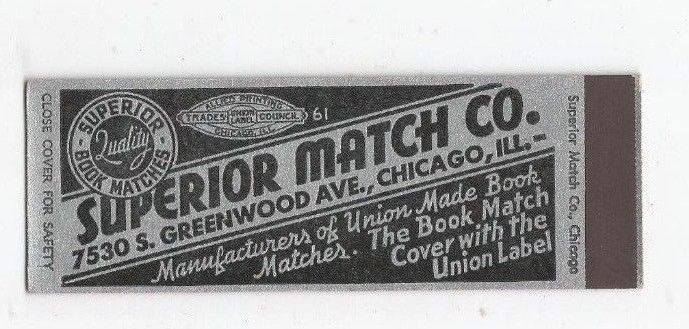 CLOSE COVER FOR SAFETY
SUPERIOR
Quality
BOOK MATCHES
ALLIED PRINTING
TRADES UNION LABEL COUNCIL
CHICAGO, ILL.
61
SUPERIOR MATCH CO.
7530 S. GREENWOOD AVE., CHICAGO, ILL.-
Manufacturers of Union Made Book
Matches. The Book Match
Cover with the
Union Label
Superior Match Co., Chicago